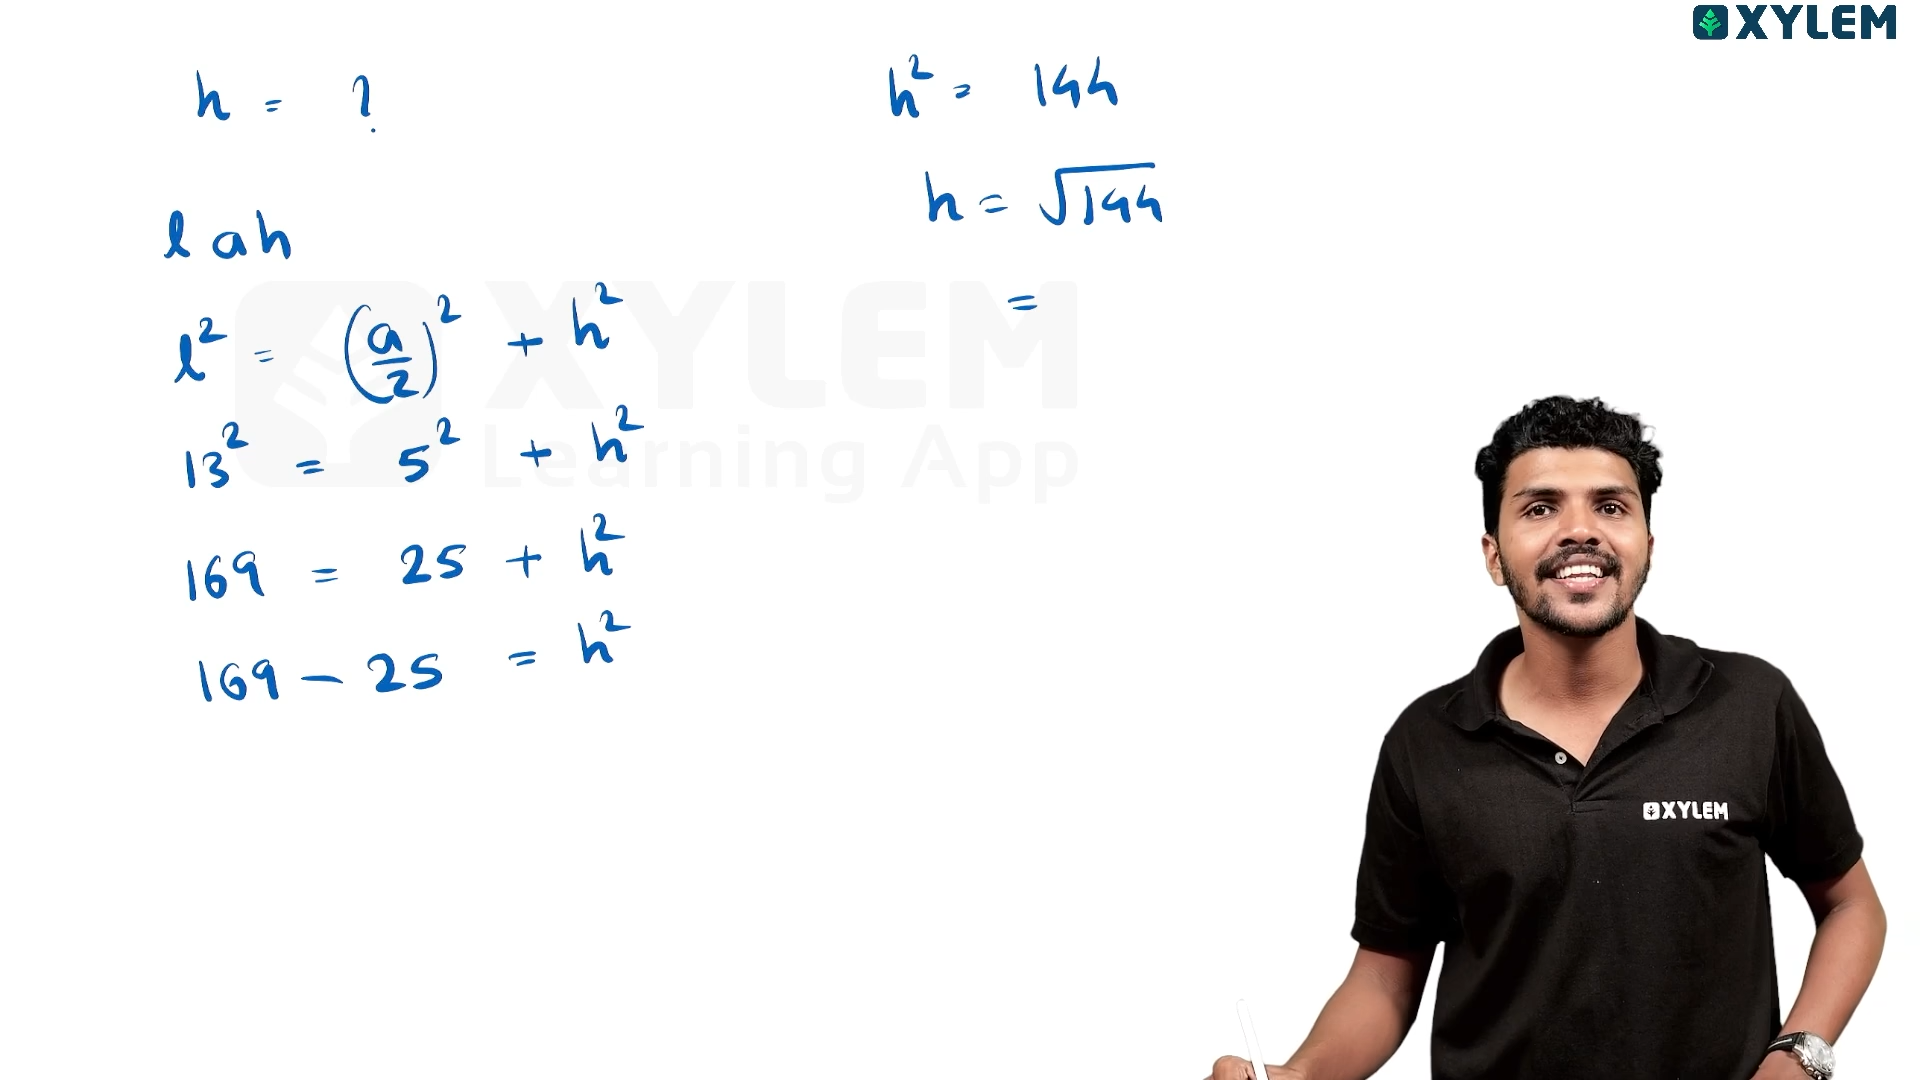 XYLEM
h = ?
l a h
l² = (a/2)² + h²
13² = 5² + h²
169 = 25 + h²
169 - 25 = h²
h² = 144
h = √144
=
XYLEM
Learning App
XYLEM